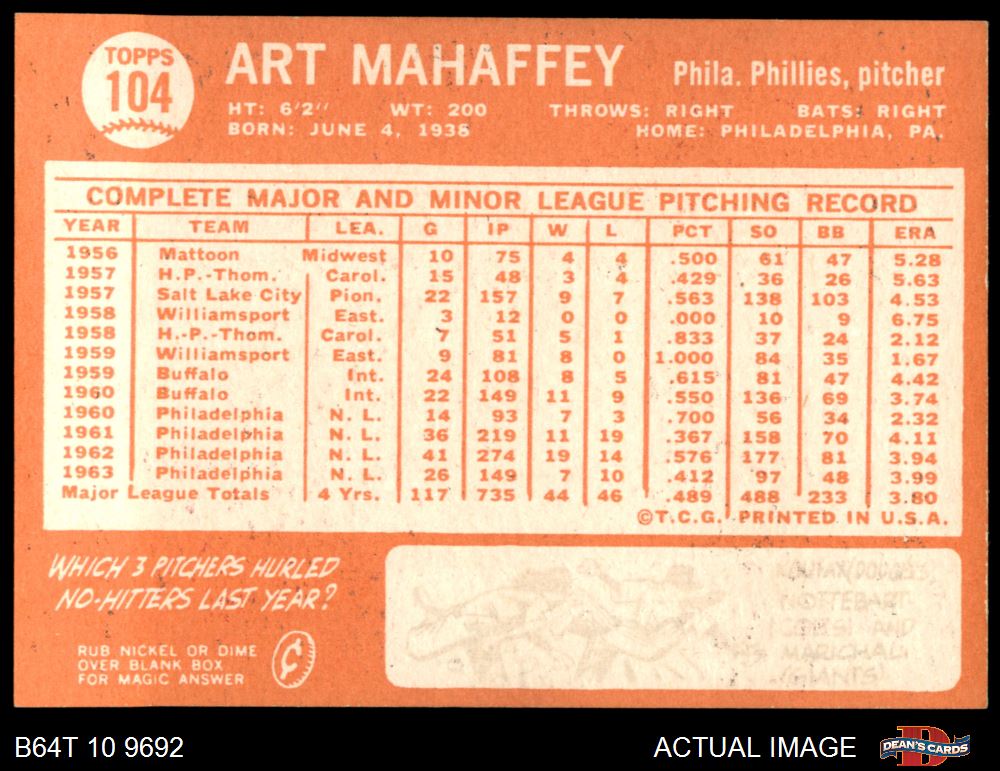 TOPPS
104
ART MAHAFFEY
Phila. Phillies, pitcher
HT: 6'2" WT: 200 THROWS: RIGHT BATS: RIGHT
BORN: JUNE 4, 1938 HOME: PHILADELPHIA, PA.
COMPLETE MAJOR AND MINOR LEAGUE PITCHING RECORD
YEAR TEAM LEA. G IP W L PCT SO BB ERA
1956 Mattoon Midwest 10 75 4 4 .500 61 47 5.28
1957 H.P.-Thom. Carol. 15 48 3 4 .429 36 26 5.63
1957 Salt Lake City Pion. 22 157 9 7 .563 138 103 4.53
1958 Williamsport East. 3 12 0 0 .000 10 9 6.75
1958 H.-P.-Thom. Carol. 7 51 5 1 .833 37 24 2.12
1959 Williamsport East. 9 81 8 0 1.000 84 35 1.67
1959 Buffalo Int. 24 108 8 5 .615 81 47 4.42
1960 Buffalo Int. 22 149 11 9 .550 136 69 3.74
1960 Philadelphia N. L. 14 93 7 3 .700 56 34 2.32
1961 Philadelphia N. L. 36 219 11 19 .367 158 70 4.11
1962 Philadelphia N. L. 41 274 19 14 .576 177 81 3.94
1963 Philadelphia N. L. 26 149 7 10 .412 97 48 3.99
Major League Totals 4 Yrs. 117 735 44 46 .489 488 233 3.80
©T.C.G. PRINTED IN U.S.A.
WHICH 3 PITCHERS HURLED
NO-HITTERS LAST YEAR?
RUB NICKEL OR DIME
OVER BLANK BOX
FOR MAGIC ANSWER
¢
NOTTEBART
AND
MARICHAL
(GIANTS)
B64T 10 9692
ACTUAL IMAGE
DEAN'S CARDS